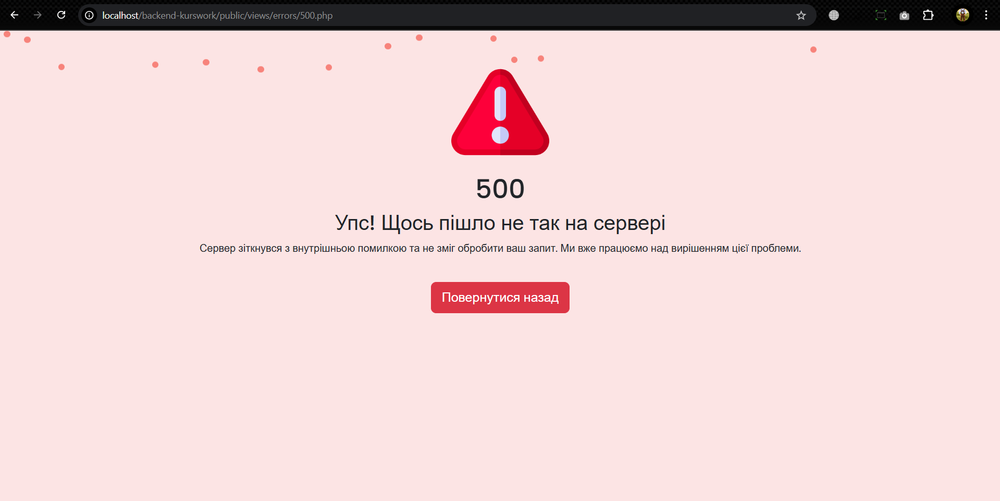 localhost/backend-kurswork/public/views/errors/500.php
500
Упс! Щось пішло не так на сервері
Сервер зіткнувся з внутрішньою помилкою та не зміг обробити ваш запит. Ми вже працюємо над вирішенням цієї проблеми.
Повернутися назад